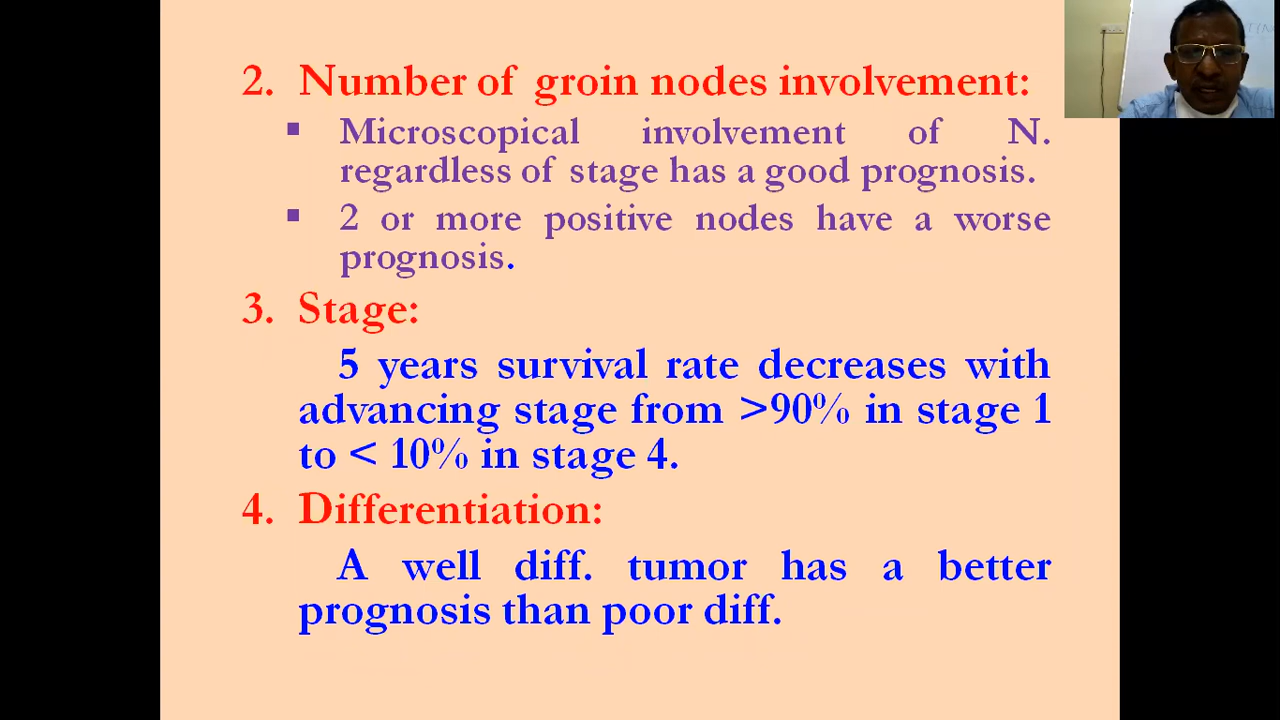 2. Number of groin nodes involvement:
▪ Microscopical involvement of N.
regardless of stage has a good prognosis.
▪ 2 or more positive nodes have a worse
prognosis.
3. Stage:
5 years survival rate decreases with
advancing stage from >90% in stage 1
to < 10% in stage 4.
4. Differentiation:
A well diff. tumor has a better
prognosis than poor diff.